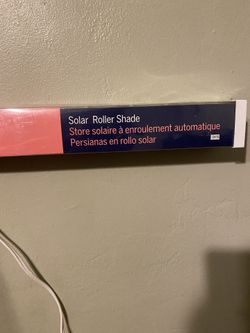 Solar Roller Shade
Store solaire à enroulement automatique
Persianas en rollo solar